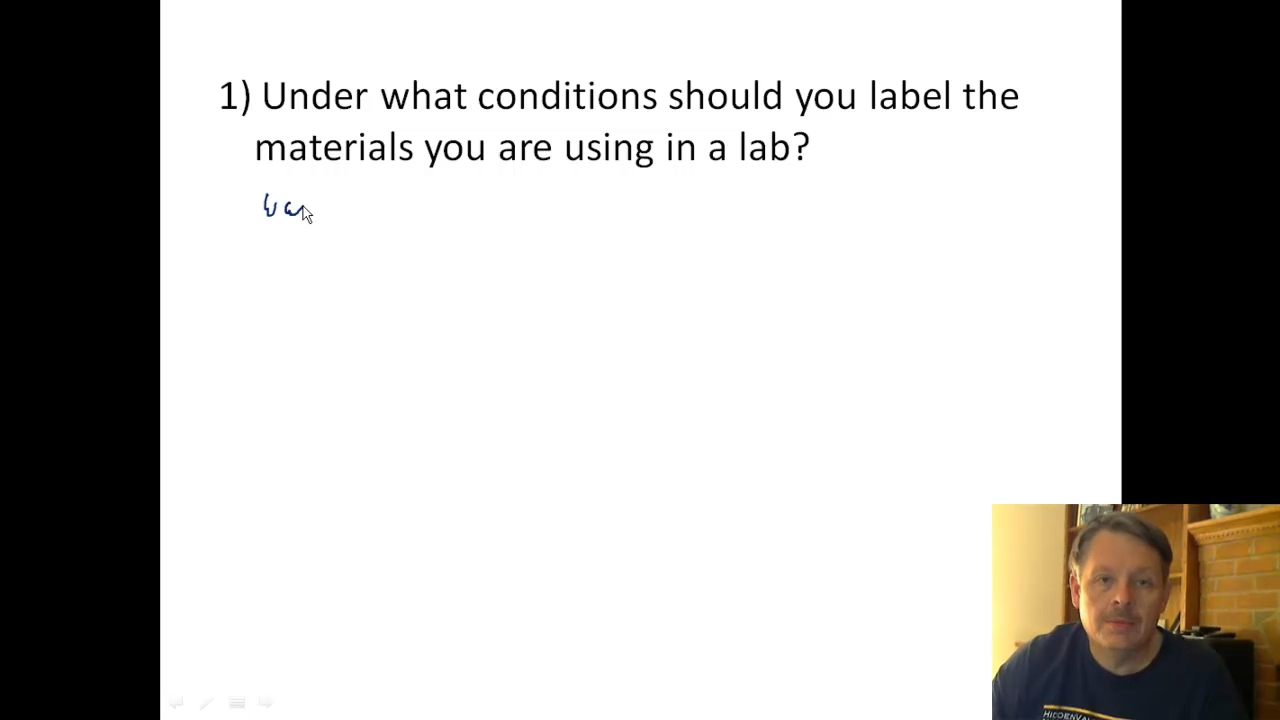 1) Under what conditions should you label the
materials you are using in a lab?